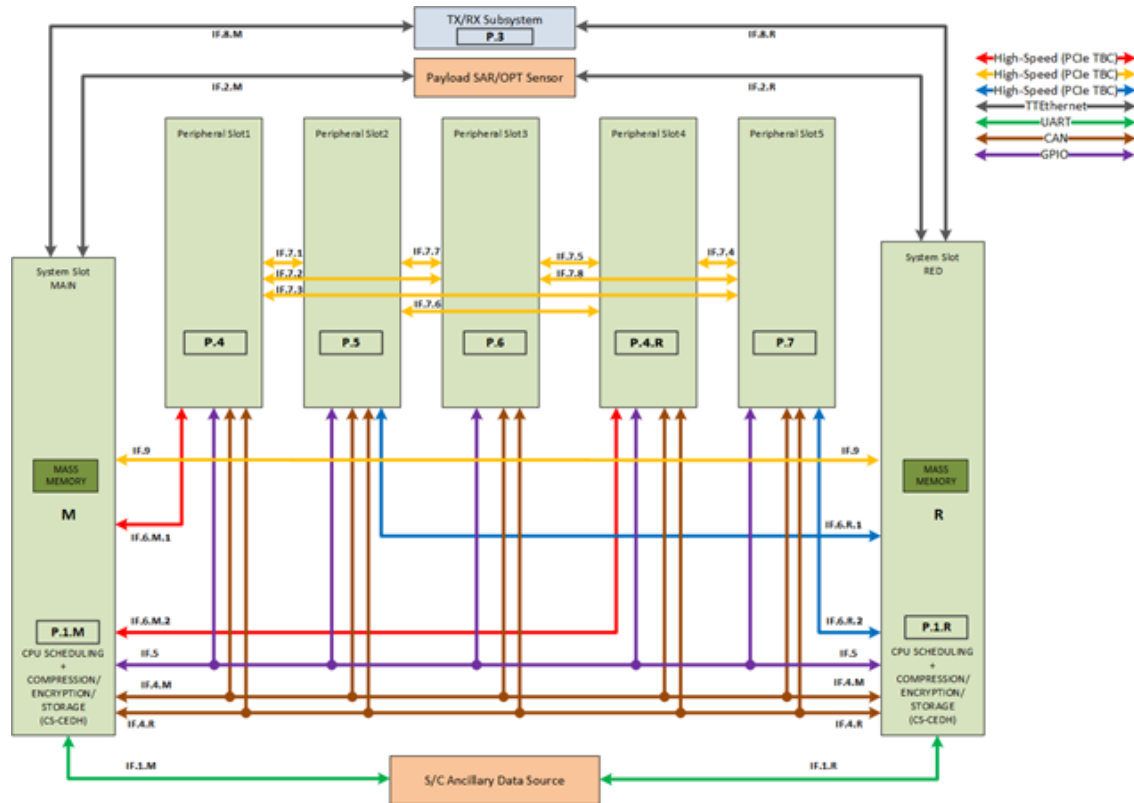 TX/RX Subsystem
P.3
IF.8.M
IF.8.R
Payload SAR/OPT Sensor
IF.2.M
IF.2.R
High-Speed (PCIe TBC)
High-Speed (PCIe TBC)
High-Speed (PCIe TBC)
TTEthernet
UART
CAN
GPIO
Peripheral Slot1
Peripheral Slot2
Peripheral Slot3
Peripheral Slot4
Peripheral Slot5
IF.7.1
IF.7.7
IF.7.5
IF.7.4
IF.7.2
IF.7.8
IF.7.3
IF.7.6
P.4
P.5
P.6
P.4.R
P.7
System Slot
MAIN
MASS
MEMORY
M
P.1.M
CPU SCHEDULING
+
COMPRESSION/
ENCRYPTION/
STORAGE
(CS-CEDH)
System Slot
RED
MASS
MEMORY
R
P.1.R
CPU SCHEDULING
+
COMPRESSION/
ENCRYPTION/
STORAGE
(CS-CEDH)
IF.9
IF.9
IF.6.M.1
IF.6.R.1
IF.6.M.2
IF.6.R.2
IF.5
IF.5
IF.4.M
IF.4.M
IF.4.R
IF.4.R
IF.1.M
IF.1.R
S/C Ancillary Data Source